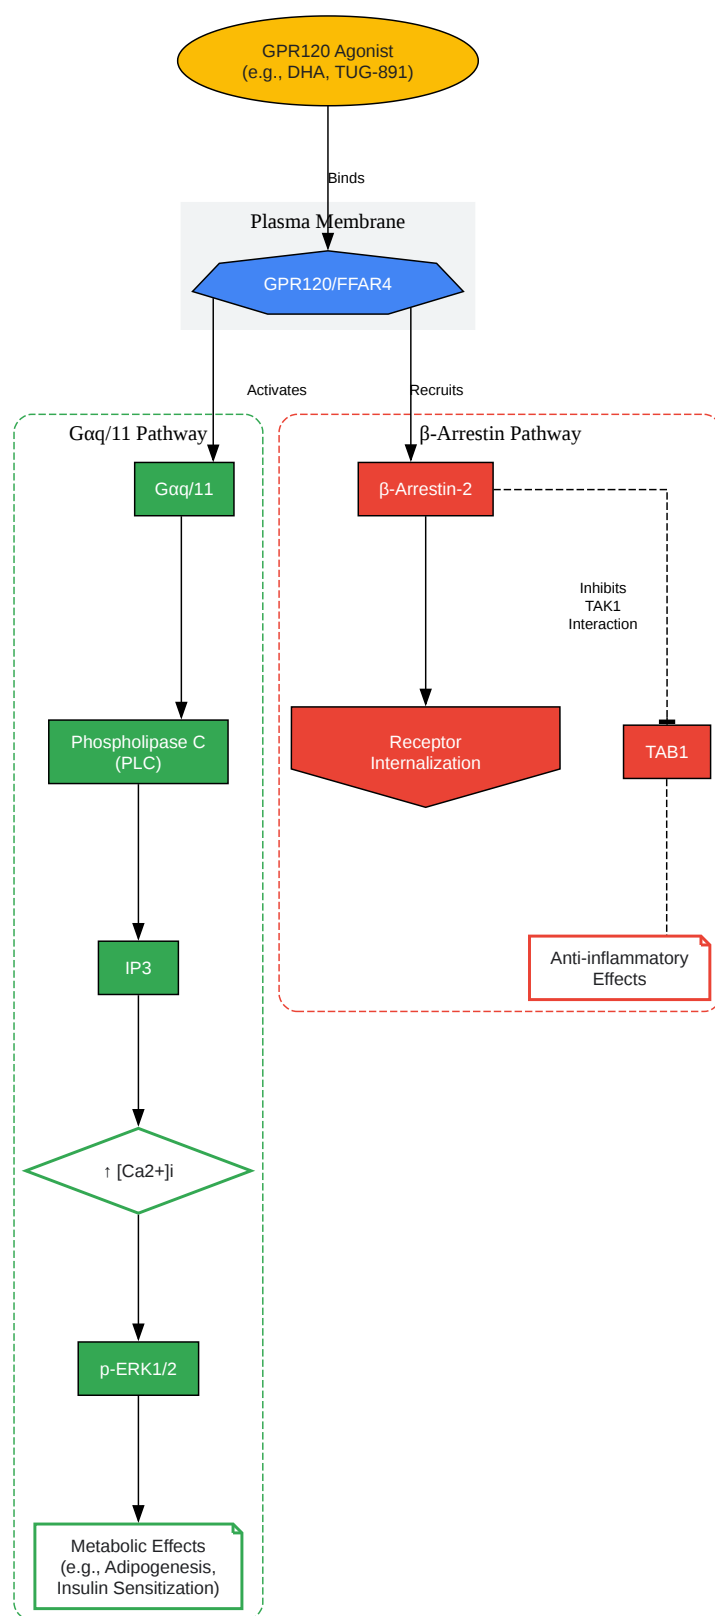 GPR120 Agonist
(e.g., DHA, TUG-891)
Binds
Plasma Membrane
GPR120/FFAR4
Activates
Recruits
Gαq/11 Pathway
β-Arrestin Pathway
Gαq/11
β-Arrestin-2
Inhibits
TAK1
Interaction
Phospholipase C
(PLC)
Receptor
Internalization
TAB1
IP3
Anti-inflammatory
Effects
↑ [Ca2+]i
p-ERK1/2
Metabolic Effects
(e.g., Adipogenesis,
Insulin Sensitization)